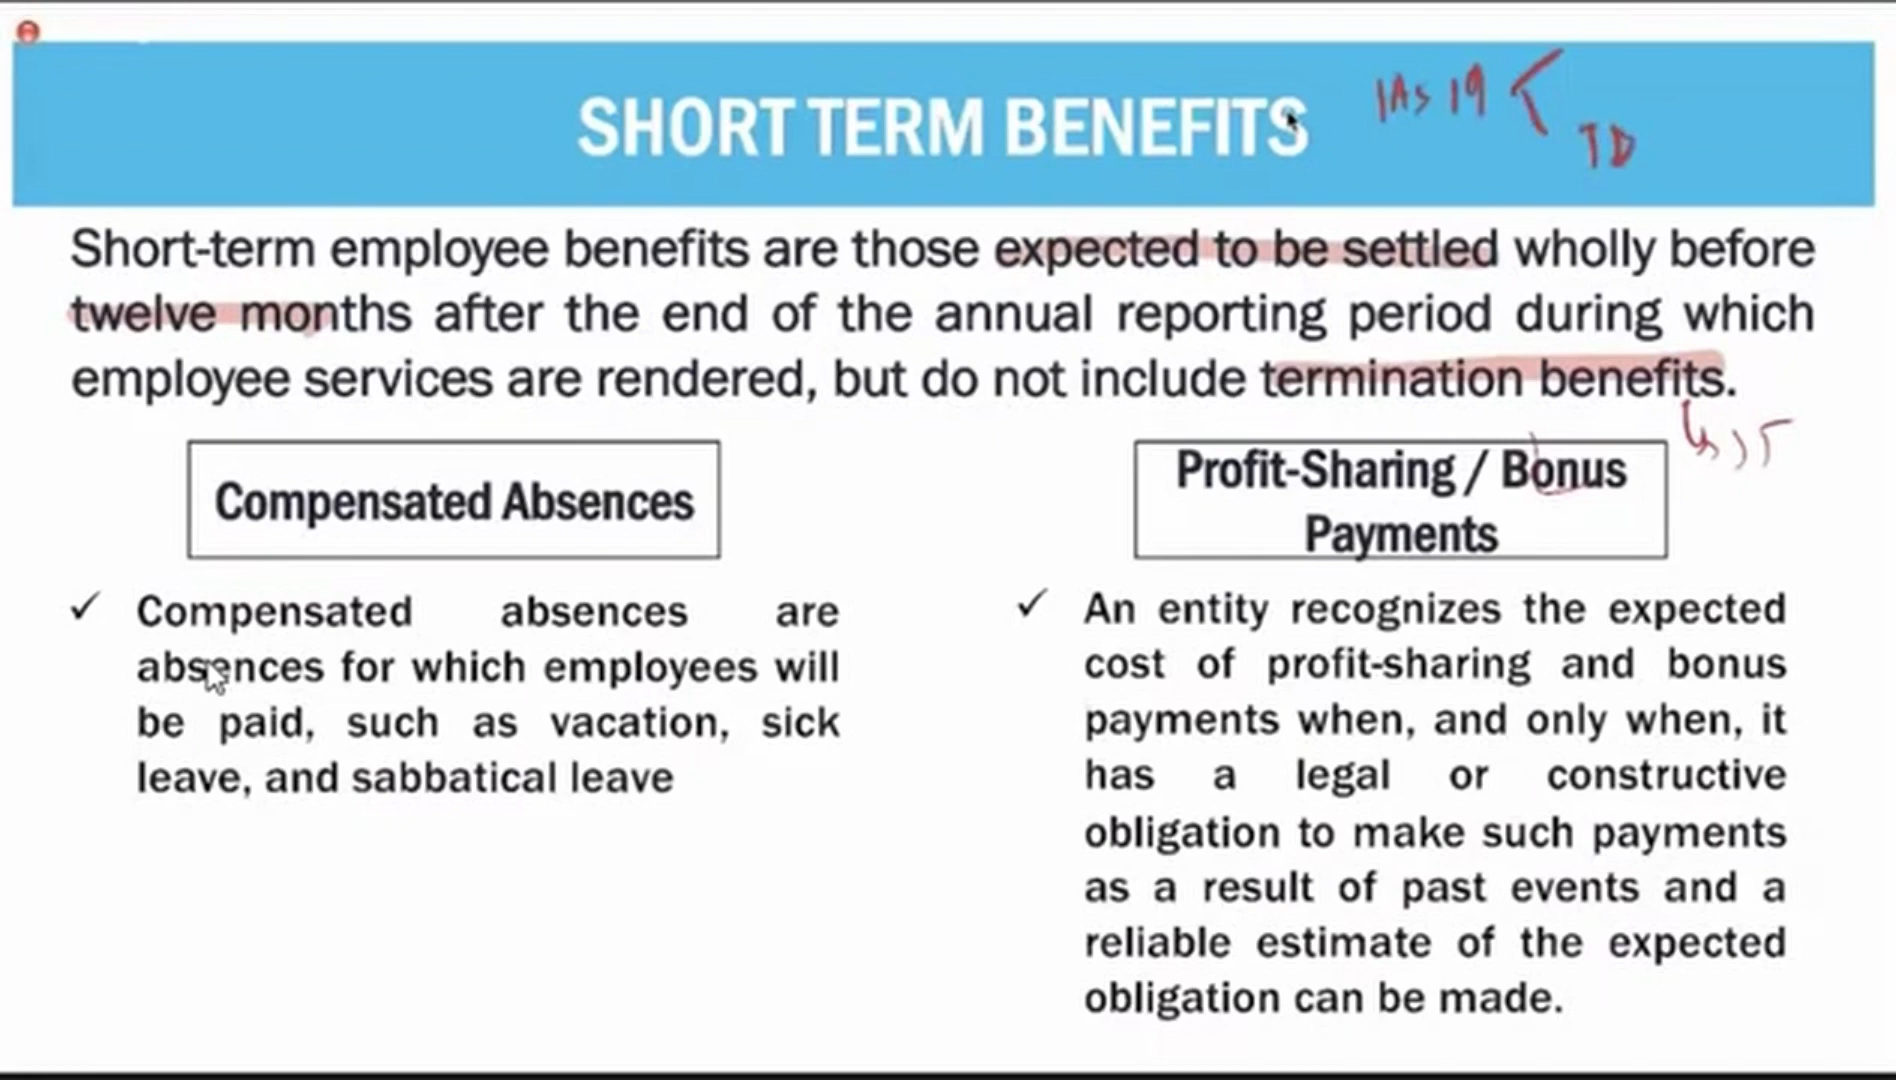 SHORT TERM BENEFITS
IAs 19
TD
Short-term employee benefits are those expected to be settled wholly before
twelve months after the end of the annual reporting period during which
employee services are rendered, but do not include termination benefits.
Compensated Absences
✓ Compensated absences are
absences for which employees will
be paid, such as vacation, sick
leave, and sabbatical leave
Profit-Sharing / Bonus
Payments
✓ An entity recognizes the expected
cost of profit-sharing and bonus
payments when, and only when, it
has a legal or constructive
obligation to make such payments
as a result of past events and a
reliable estimate of the expected
obligation can be made.